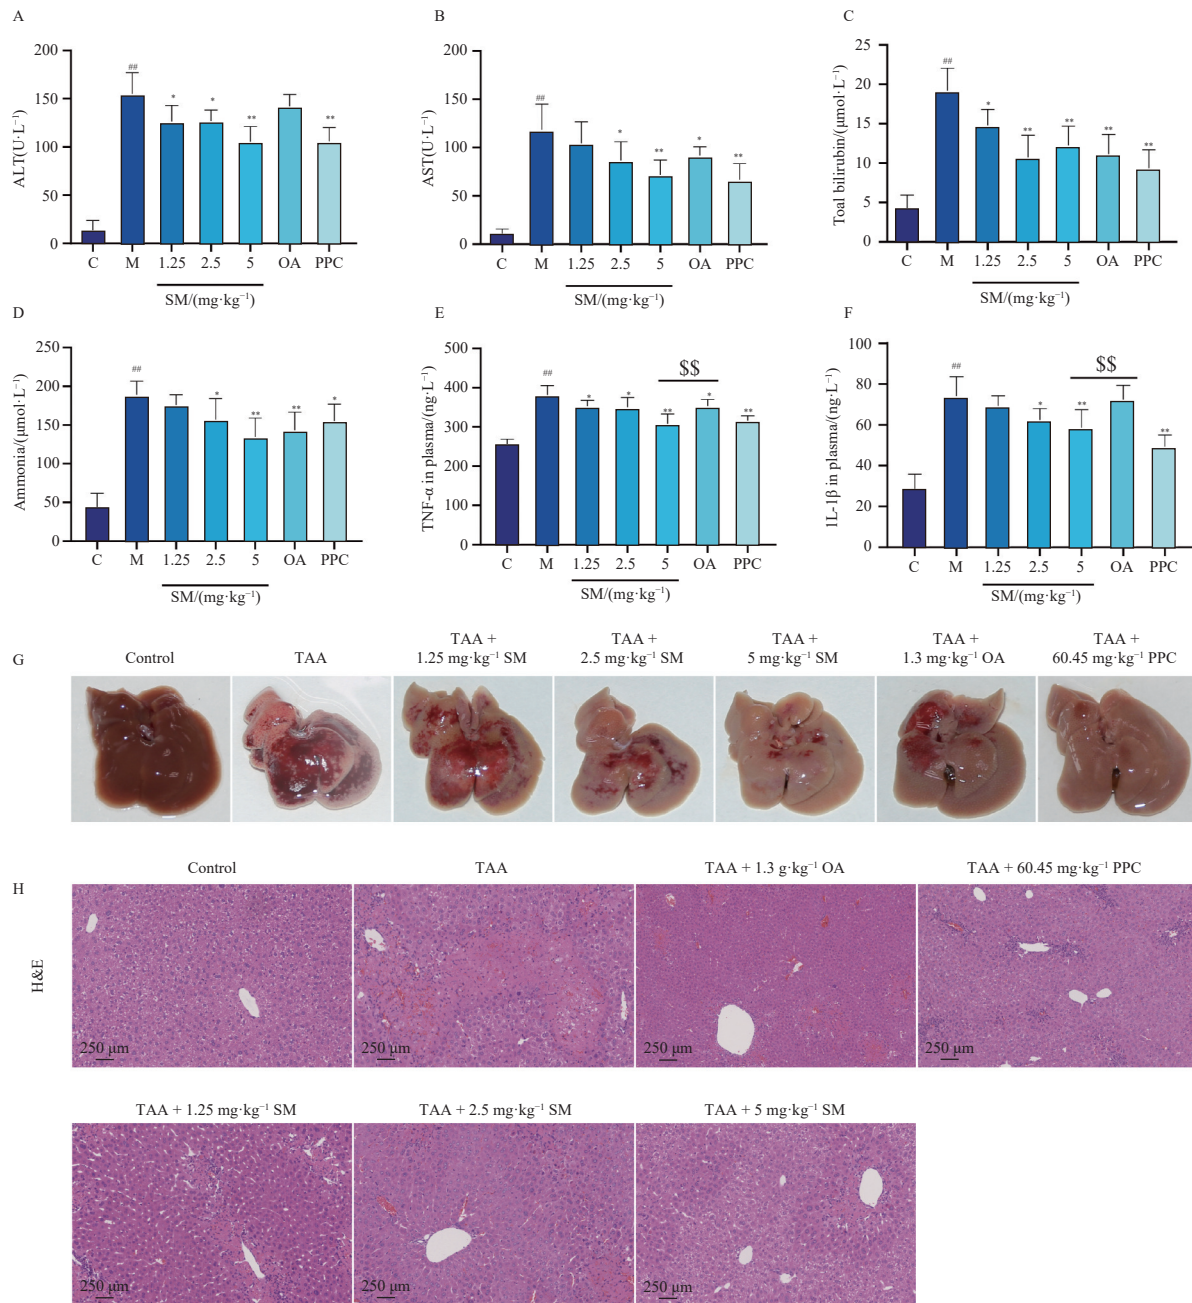 A
B
C
ALT(U·L⁻¹)
200
150
100
50
0
##
*
*
**
**
C M 1.25 2.5 5 OA PPC
SM/(mg·kg⁻¹)
AST(U·L⁻¹)
200
150
100
50
0
##
*
**
*
**
C M 1.25 2.5 5 OA PPC
SM/(mg·kg⁻¹)
Toal bilirubin/(μmol·L⁻¹)
25
20
15
10
5
0
##
*
**
**
**
**
C M 1.25 2.5 5 OA PPC
SM/(mg·kg⁻¹)
D
E
F
Ammonia/(μmol·L⁻¹)
250
200
150
100
50
0
##
*
**
**
*
C M 1.25 2.5 5 OA PPC
SM/(mg·kg⁻¹)
TNF-α in plasma/(ng·L⁻¹)
500
400
300
200
100
0
##
*
*
**
$$
*
**
C M 1.25 2.5 5 OA PPC
SM/(mg·kg⁻¹)
1L-1β in plasma/(ng·L⁻¹)
100
80
60
40
20
0
##
*
**
$$
**
C M 1.25 2.5 5 OA PPC
SM/(mg·kg⁻¹)
G
Control
TAA
TAA +
1.25 mg·kg⁻¹ SM
TAA +
2.5 mg·kg⁻¹ SM
TAA +
5 mg·kg⁻¹ SM
TAA +
1.3 mg·kg⁻¹ OA
TAA +
60.45 mg·kg⁻¹ PPC
H
H&E
Control
TAA
TAA + 1.3 g·kg⁻¹ OA
TAA + 60.45 mg·kg⁻¹ PPC
250 μm
250 μm
250 μm
250 μm
TAA + 1.25 mg·kg⁻¹ SM
TAA + 2.5 mg·kg⁻¹ SM
TAA + 5 mg·kg⁻¹ SM
250 μm
250 μm
250 μm